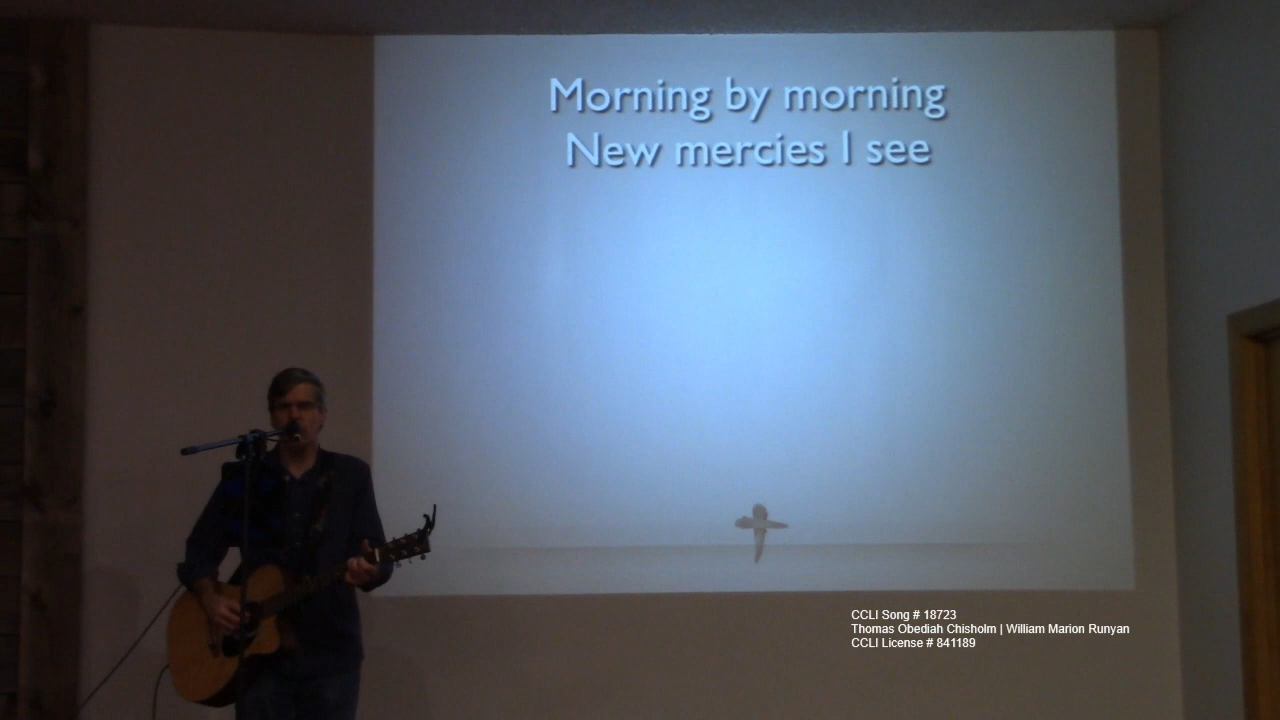 Morning by morning
New mercies I see
CCLI Song # 18723
Thomas Obediah Chisholm | William Marion Runyan
CCLI License # 841189